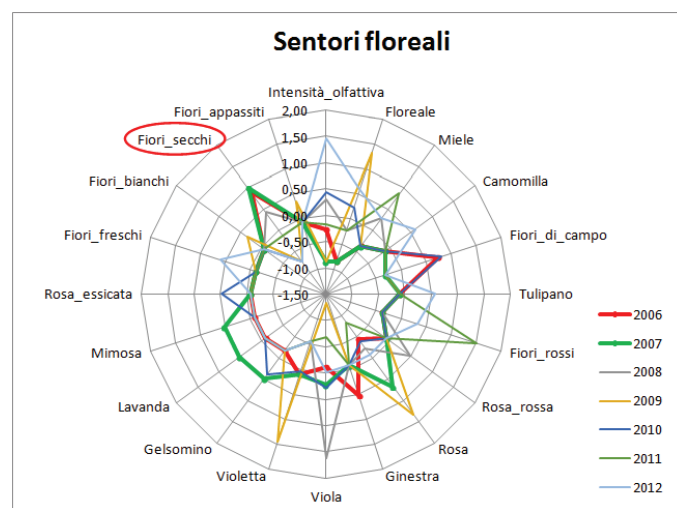 Sentori floreali
Intensità_olfattiva
Floreale
Miele
Camomilla
Fiori_di_campo
Tulipano
Fiori_rossi
Rosa_rossa
Rosa
Ginestra
Viola
Violetta
Gelsomino
Lavanda
Mimosa
Rosa_essicata
Fiori_freschi
Fiori_bianchi
Fiori_secchi
Fiori_appassiti
2,00
1,50
1,00
0,50
0,00
-0,50
-1,00
-1,50
2006
2007
2008
2009
2010
2011
2012